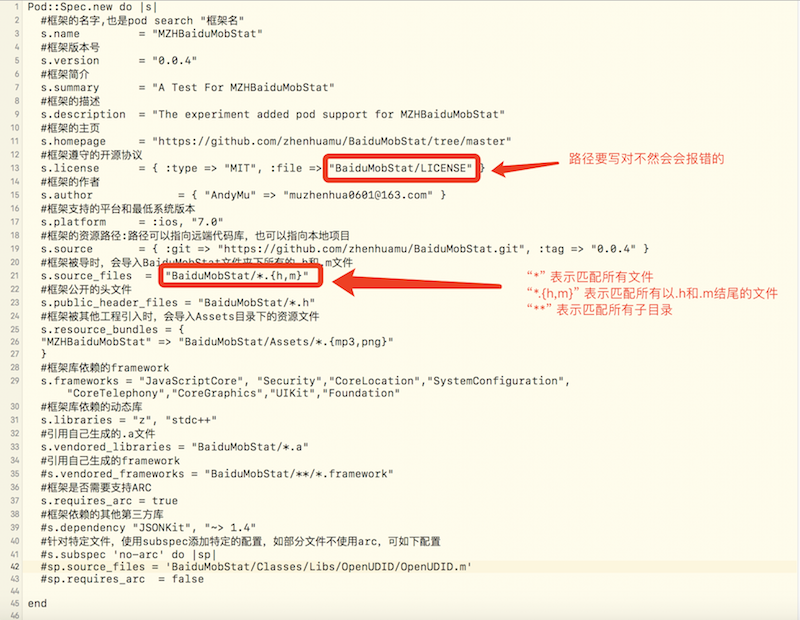 1 Pod::Spec.new do |s|
2 #框架的名字,也是pod search "框架名"
3 s.name = "MZHBaiduMobStat"
4 #框架版本号
5 s.version = "0.0.4"
6 #框架简介
7 s.summary = "A Test For MZHBaiduMobStat"
8 #框架的描述
9 s.description = "The experiment added pod support for MZHBaiduMobStat"
10 #框架的主页
11 s.homepage = "https://github.com/zhenhuamu/BaiduMobStat/tree/master"
12 #框架遵守的开源协议
13 s.license = { :type => "MIT", :file => "BaiduMobStat/LICENSE" }
路径要写对不然会会报错的
14 #框架的作者
15 s.author = { "AndyMu" => "muzhenhua0601@163.com" }
16 #框架支持的平台和最低系统版本
17 s.platform = :ios, "7.0"
18 #框架的资源路径:路径可以指向远端代码库，也可以指向本地项目
19 s.source = { :git => "https://github.com/zhenhuamu/BaiduMobStat.git", :tag => "0.0.4" }
20 #框架被导时，会导入BaiduMobStat文件夹下所有的.h和.m文件
21 s.source_files = "BaiduMobStat/*.{h,m}"
“*” 表示匹配所有文件
“*.{h,m}” 表示匹配所有以.h和.m结尾的文件
“**” 表示匹配所有子目录
22 #框架公开的头文件
23 s.public_header_files = "BaiduMobStat/*.h"
24 #框架被其他工程引入时，会导入Assets目录下的资源文件
25 s.resource_bundles = {
26 "MZHBaiduMobStat" => "BaiduMobStat/Assets/*.{mp3,png}"
27 }
28 #框架库依赖的framework
29 s.frameworks = "JavaScriptCore", "Security","CoreLocation","SystemConfiguration",
"CoreTelephony","CoreGraphics","UIKit","Foundation"
30 #框架库依赖的动态库
31 s.libraries = "z", "stdc++"
32 #引用自己生成的.a文件
33 s.vendored_libraries = "BaiduMobStat/*.a"
34 #引用自己生成的framework
35 #s.vendored_frameworks = "BaiduMobStat/**/*.framework"
36 #框架是否需要支持ARC
37 s.requires_arc = true
38 #框架依赖的其他第三方库
39 #s.dependency "JSONKit", "~> 1.4"
40 #针对特定文件，使用subspec添加特定的配置，如部分文件不使用arc，可如下配置
41 #s.subspec 'no-arc' do |sp|
42 #sp.source_files = 'BaiduMobStat/Classes/Libs/OpenUDID/OpenUDID.m'
43 #sp.requires_arc = false
44
45 end
46